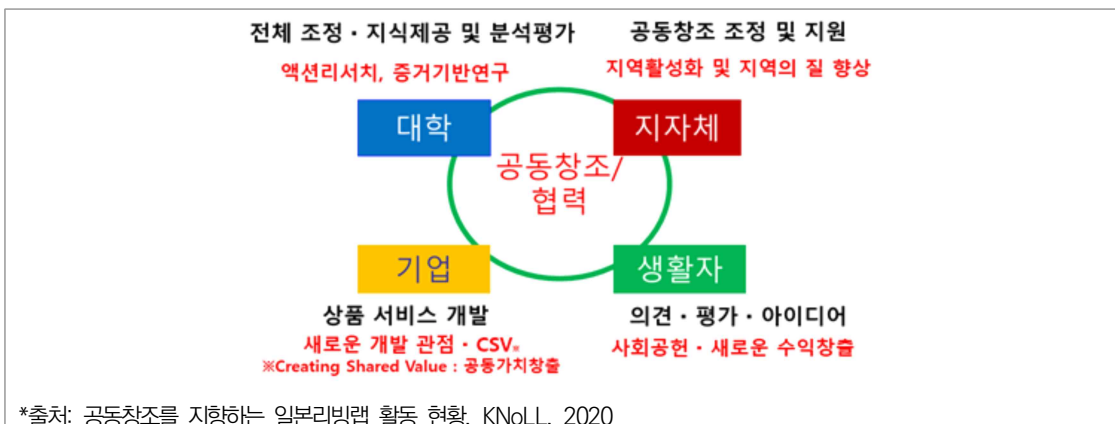 전체 조정・지식제공 및 분석평가
액션리서치, 증거기반연구
대학
공동창조 조정 및 지원
지역활성화 및 지역의 질 향상
지자체
공동창조/
협력
기업
상품 서비스 개발
새로운 개발 관점・CSV※
※Creating Shared Value : 공동가치창출
생활자
의견・평가・아이디어
사회공헌・새로운 수익창출
*출처: 공동창조를 지향하는 일본리빙랩 활동 현황, KNoLL, 2020